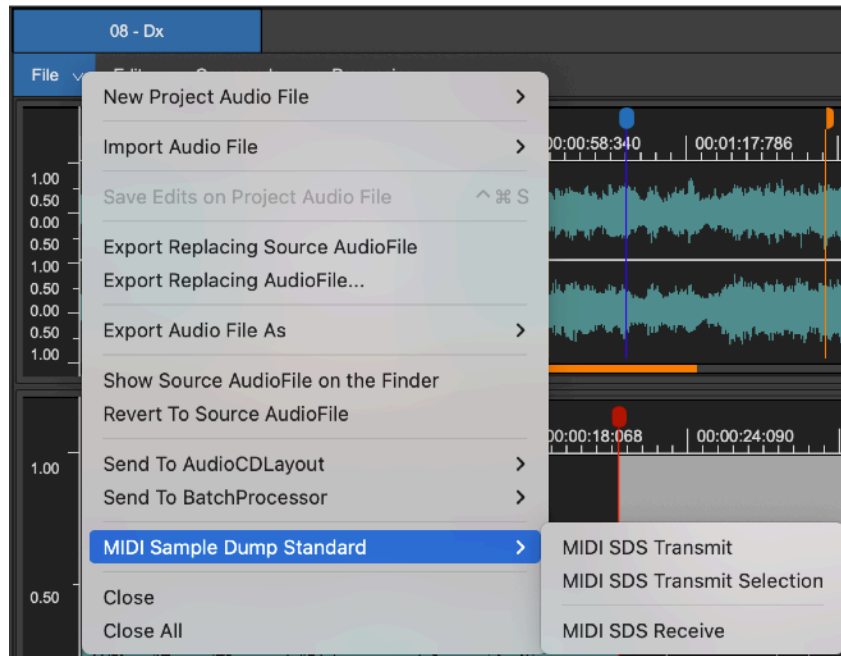 08 - Dx
File
New Project Audio File
Import Audio File
Save Edits on Project Audio File ^ ⌘ S
Export Replacing Source AudioFile
Export Replacing AudioFile...
Export Audio File As
Show Source AudioFile on the Finder
Revert To Source AudioFile
Send To AudioCDLayout
Send To BatchProcessor
MIDI Sample Dump Standard
Close
Close All
MIDI SDS Transmit
MIDI SDS Transmit Selection
MIDI SDS Receive
00:00:58:340 00:01:17:786
1.00
0.50
0.00
0.50
1.00
0.50
0.00
0.50
1.00
00:00:18:068 00:00:24:090
1.00
0.50